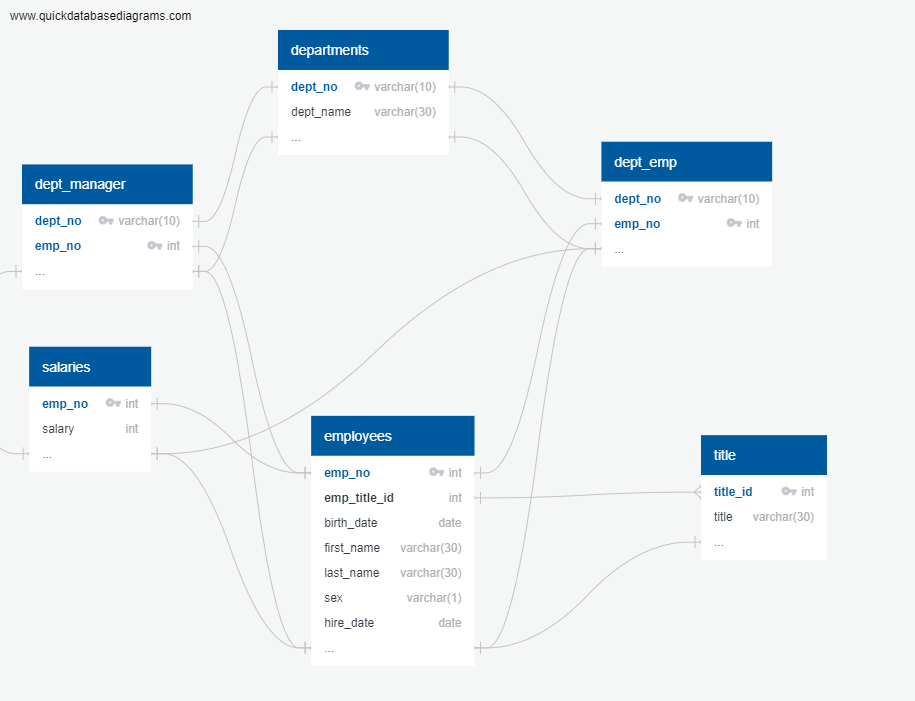 www.quickdatabasediagrams.com
departments
dept_no varchar(10)
dept_name varchar(30)
...
dept_emp
dept_no varchar(10)
emp_no int
...
dept_manager
dept_no varchar(10)
emp_no int
...
salaries
emp_no int
salary int
...
employees
emp_no int
emp_title_id int
birth_date date
first_name varchar(30)
last_name varchar(30)
sex varchar(1)
hire_date date
...
title
title_id int
title varchar(30)
...